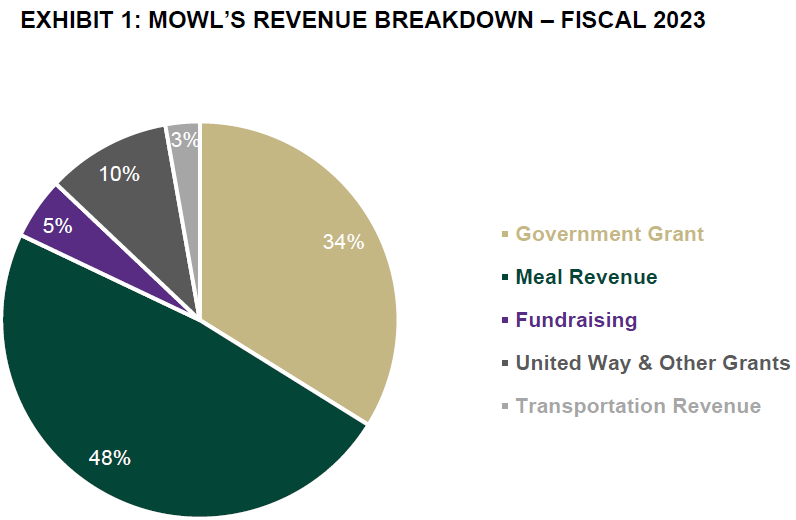 EXHIBIT 1: MOWL’S REVENUE BREAKDOWN – FISCAL 2023
3%
10%
5%
34%
48%
Government Grant
Meal Revenue
Fundraising
United Way & Other Grants
Transportation Revenue